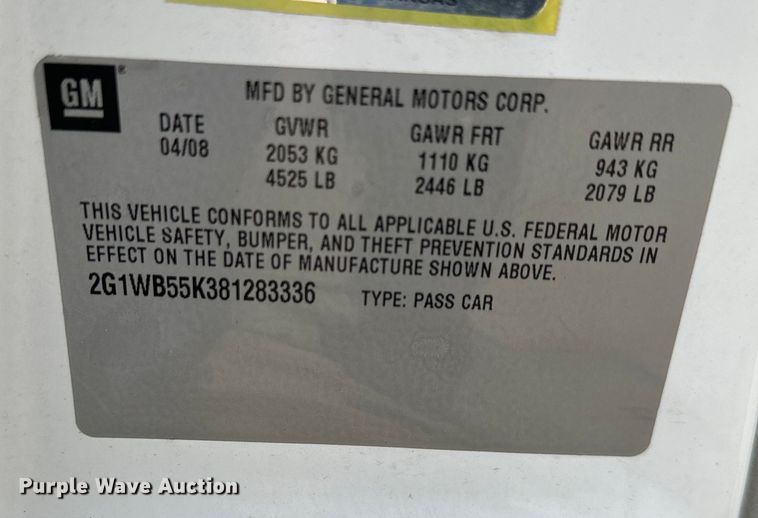 GM
MFD BY GENERAL MOTORS CORP.
DATE GVWR GAWR FRT GAWR RR
04/08 2053 KG 1110 KG 943 KG
4525 LB 2446 LB 2079 LB
THIS VEHICLE CONFORMS TO ALL APPLICABLE U.S. FEDERAL MOTOR
VEHICLE SAFETY, BUMPER, AND THEFT PREVENTION STANDARDS IN
EFFECT ON THE DATE OF MANUFACTURE SHOWN ABOVE.
2G1WB55K381283336 TYPE: PASS CAR
Purple Wave Auction